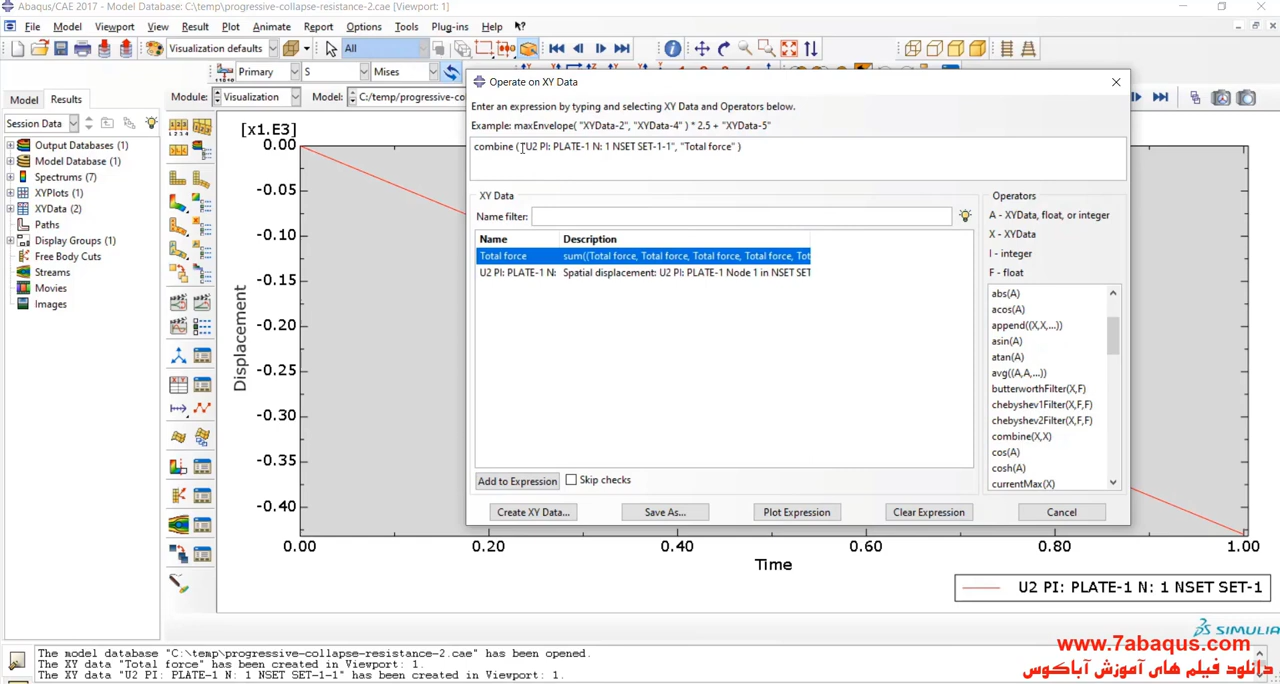 Abaqus/CAE 2017 - Model Database: C:\temp\progressive-collapse-resistance-2.cae [Viewport: 1]
File Model Viewport View Result Plot Animate Report Options Tools Plug-ins Help
Visualization defaults All
Primary S Mises
Model Results Module: Visualization Model: C:/temp/progressive-co
Session Data
Output Databases (1)
Model Database (1)
Spectrums (7)
XYPlots (1)
XYData (2)
Paths
Display Groups (1)
Free Body Cuts
Streams
Movies
Images
[x1.E3]
0.00
-0.05
-0.10
-0.15
-0.20
-0.25
-0.30
-0.35
-0.40
Displacement
0.00 0.20 0.40 0.60 0.80 1.00
Time
U2 PI: PLATE-1 N: 1 NSET SET-1
Operate on XY Data
Enter an expression by typing and selecting XY Data and Operators below.
Example: maxEnvelope( "XYData-2", "XYData-4" ) * 2.5 + "XYData-5"
combine ( "U2 PI: PLATE-1 N: 1 NSET SET-1-1", "Total force" )
XY Data
Name filter:
Name Description
Total force sum((Total force, Total force, Total force, Total force, Tot
U2 PI: PLATE-1 N: Spatial displacement: U2 PI: PLATE-1 Node 1 in NSET SET
Add to Expression Skip checks
Operators
A - XYData, float, or integer
X - XYData
I - integer
F - float
abs(A)
acos(A)
append((X,X,...))
asin(A)
atan(A)
avg((A,A,...))
butterworthFilter(X,F)
chebyshev1Filter(X,F,F)
chebyshev2Filter(X,F,F)
combine(X,X)
cos(A)
cosh(A)
currentMax(X)
Create XY Data... Save As... Plot Expression Clear Expression Cancel
SIMULIA
The model database "C:\temp\progressive-collapse-resistance-2.cae" has been opened.
The XY data "Total force" has been created in Viewport: 1.
The XY data "U2 PI: PLATE-1 N: 1 NSET SET-1-1" has been created in Viewport: 1.
www.7abaqus.com
دانلود فیلم های آموزش آباکوس